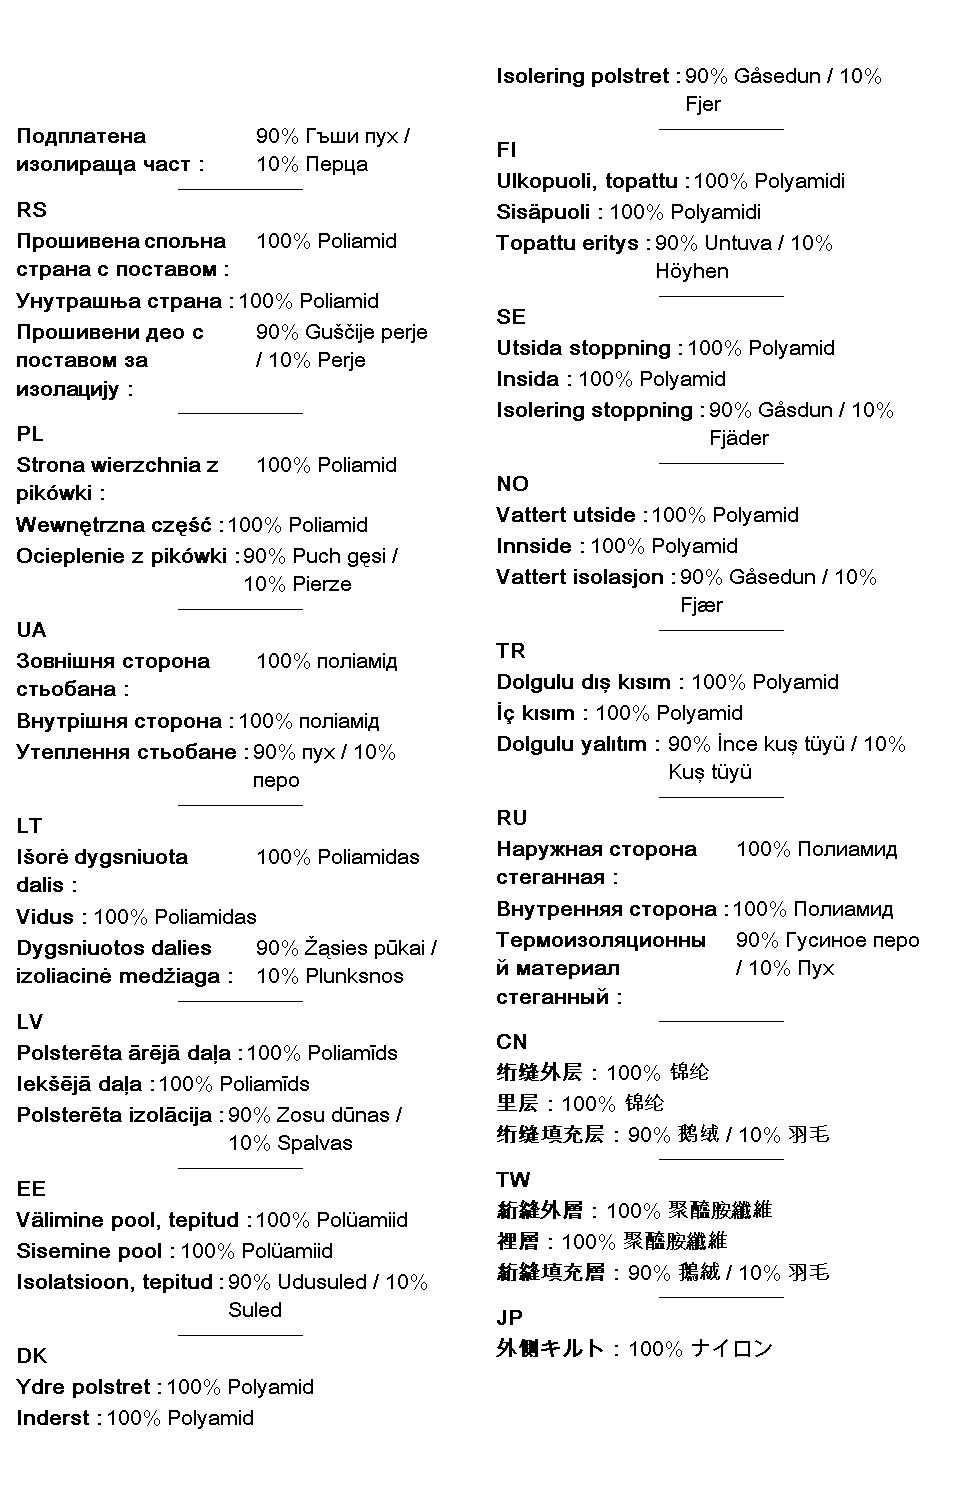 Подплатена 90% Гъши пух /
изолираща част : 10% Перца
RS
Прошивена спољна 100% Poliamid
страна с поставом :
Унутрашња страна : 100% Poliamid
Прошивени део с 90% Guščije perje
поставом за / 10% Perje
изолацију :
PL
Strona wierzchnia z 100% Poliamid
pikówki :
Wewnętrzna część : 100% Poliamid
Ocieplenie z pikówki : 90% Puch gęsi /
10% Pierze
UA
Зовнішня сторона 100% поліамід
стьобана :
Внутрішня сторона : 100% поліамід
Утеплення стьобане : 90% пух / 10%
перо
LT
Išorė dygsniuota 100% Poliamidas
dalis :
Vidus : 100% Poliamidas
Dygsniuotos dalies 90% Žąsies pūkai /
izoliacinė medžiaga : 10% Plunksnos
LV
Polsterēta ārējā daļa : 100% Poliamīds
Iekšējā daļa : 100% Poliamīds
Polsterēta izolācija : 90% Zosu dūnas /
10% Spalvas
EE
Välimine pool, tepitud : 100% Polüamiid
Sisemine pool : 100% Polüamiid
Isolatsioon, tepitud : 90% Udusuled / 10%
Suled
DK
Ydre polstret : 100% Polyamid
Inderst : 100% Polyamid
Isolering polstret : 90% Gåsedun / 10%
Fjer
FI
Ulkopuoli, topattu : 100% Polyamidi
Sisäpuoli : 100% Polyamidi
Topattu eritys : 90% Untuva / 10%
Höyhen
SE
Utsida stoppning : 100% Polyamid
Insida : 100% Polyamid
Isolering stoppning : 90% Gåsdun / 10%
Fjäder
NO
Vattert utside : 100% Polyamid
Innside : 100% Polyamid
Vattert isolasjon : 90% Gåsedun / 10%
Fjær
TR
Dolgulu dış kısım : 100% Polyamid
İç kısım : 100% Polyamid
Dolgulu yalıtım : 90% İnce kuş tüyü / 10%
Kuş tüyü
RU
Наружная сторона 100% Полиамид
стеганная :
Внутренняя сторона : 100% Полиамид
Термоизоляционны 90% Гусиное перо
й материал / 10% Пух
стеганный :
CN
绗缝外层 : 100% 锦纶
里层 : 100% 锦纶
绗缝填充层 : 90% 鹅绒 / 10% 羽毛
TW
絎縫外層 : 100% 聚醯胺纖維
裡層 : 100% 聚醯胺纖維
絎縫填充層 : 90% 鵝絨 / 10% 羽毛
JP
外側キルト : 100% ナイロン